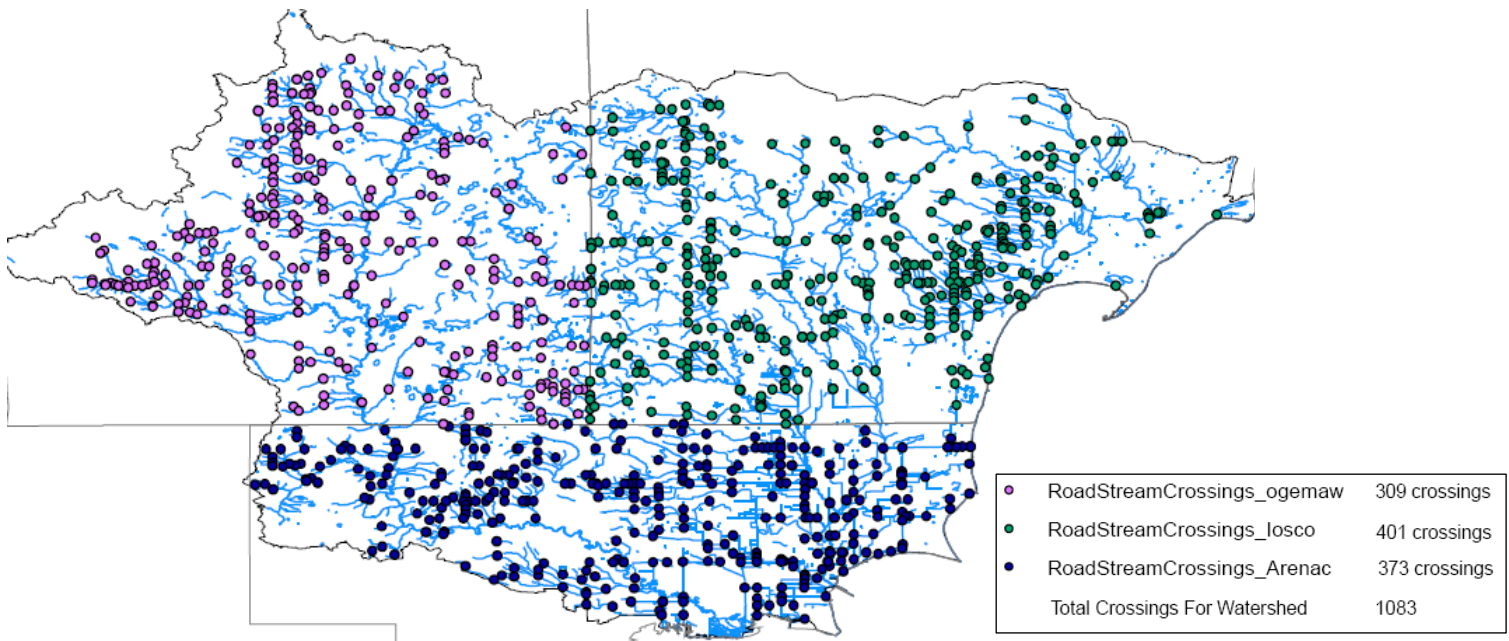 RoadStreamCrossings_ogemaw 309 crossings
RoadStreamCrossings_Iosco 401 crossings
RoadStreamCrossings_Arenac 373 crossings
Total Crossings For Watershed 1083